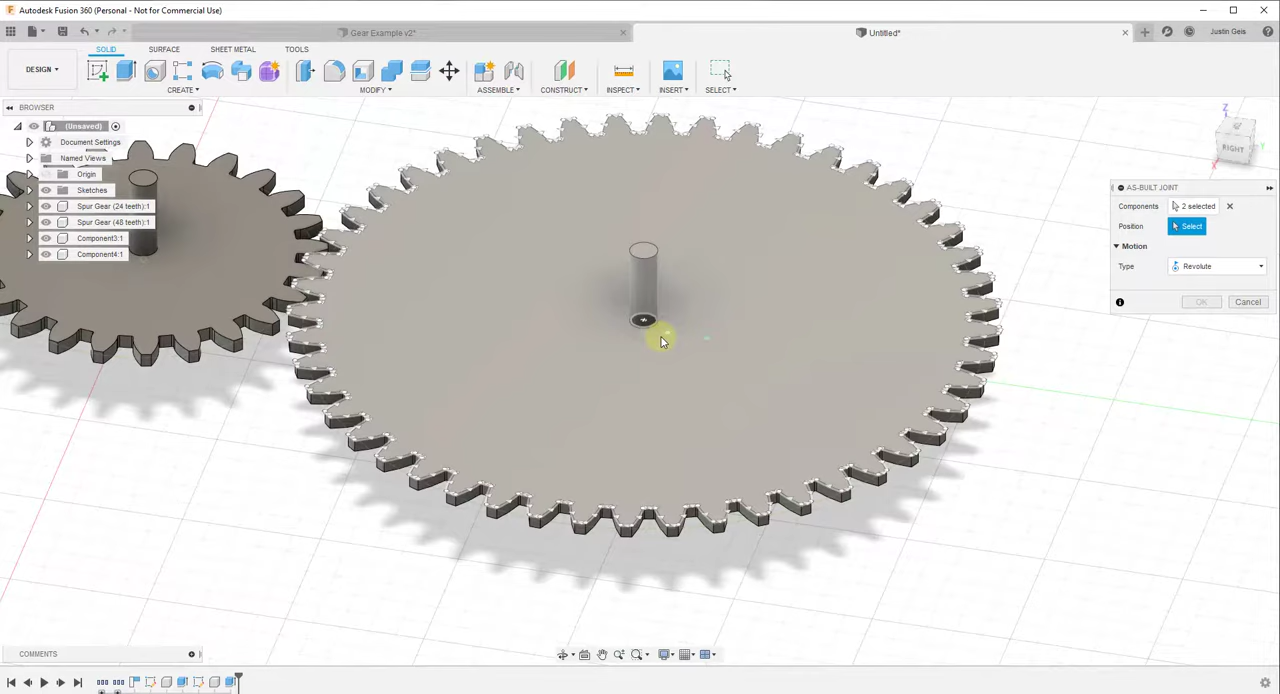 Autodesk Fusion 360 (Personal - Not for Commercial Use)
Gear Example v2*
Untitled*
Justin Geis
DESIGN
SOLID
SURFACE
SHEET METAL
TOOLS
CREATE
MODIFY
ASSEMBLE
CONSTRUCT
INSPECT
INSERT
SELECT
BROWSER
(Unsaved)
Document Settings
Named Views
Origin
Sketches
Spur Gear (24 teeth):1
Spur Gear (48 teeth):1
Component3:1
Component4:1
Z
RIGHT
Y
X
AS-BUILT JOINT
Components 2 selected
Position Select
Motion
Type Revolute
OK Cancel
COMMENTS